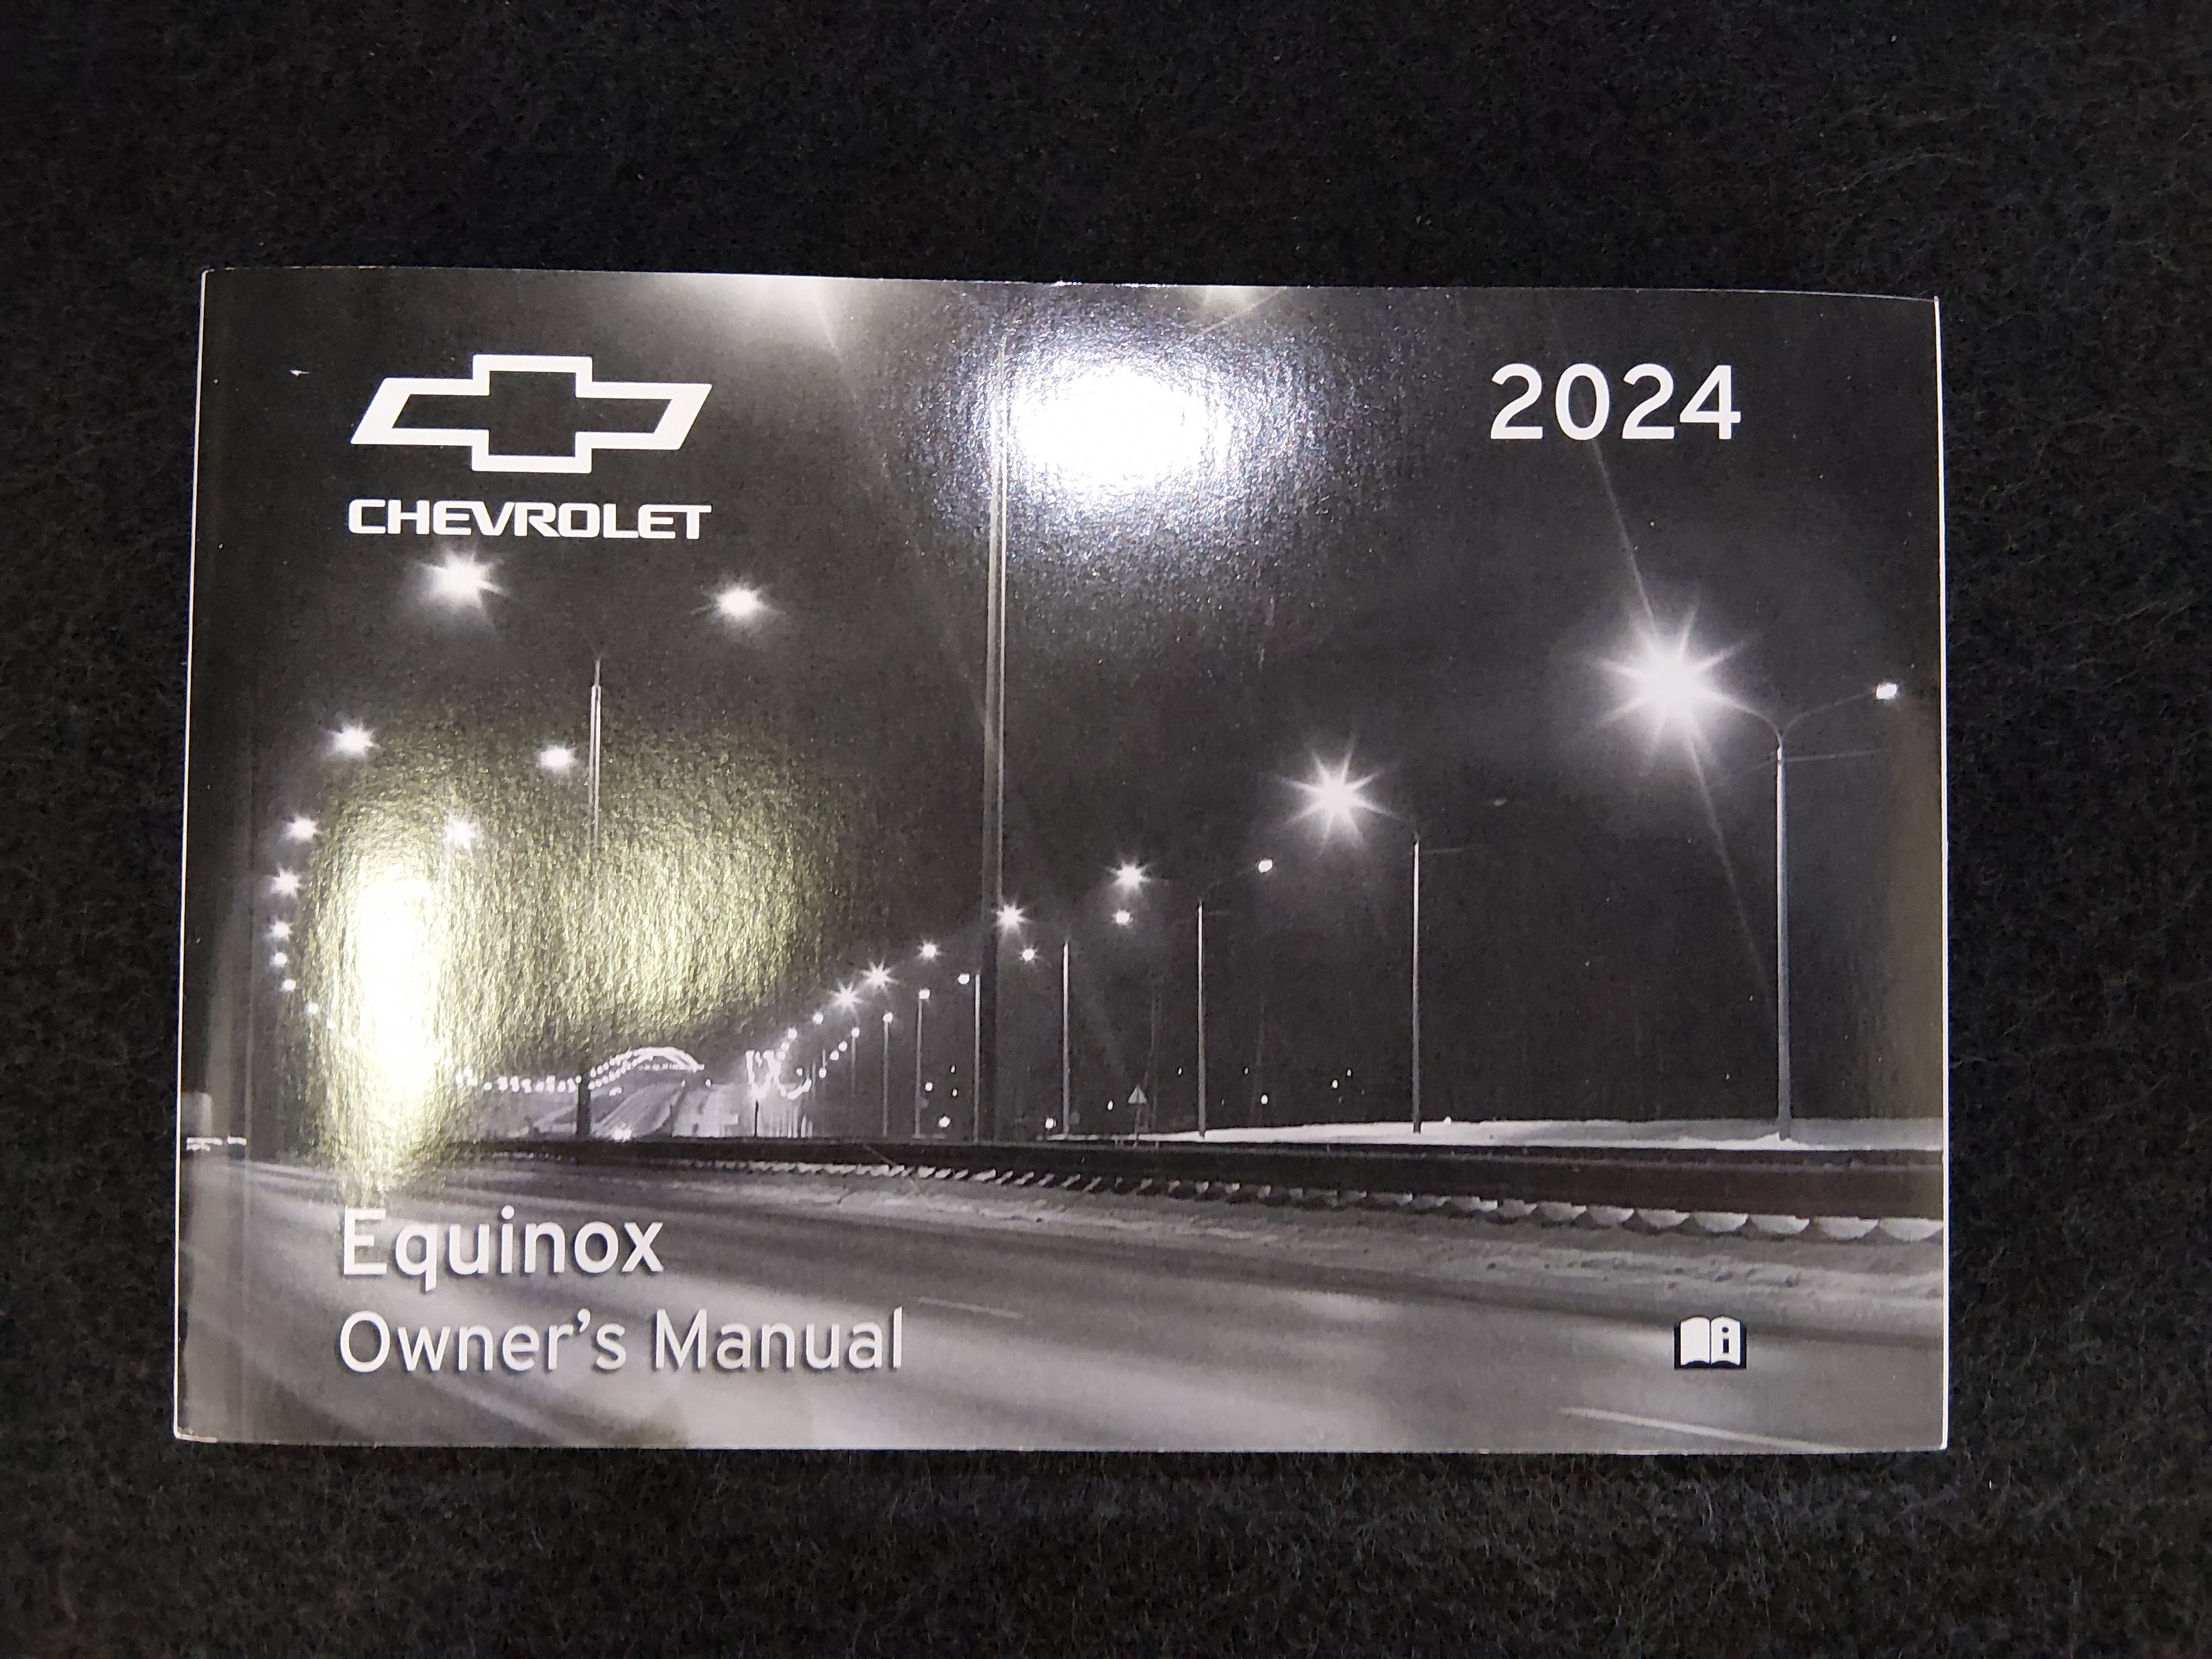 CHEVROLET
2024
Equinox
Owner's Manual